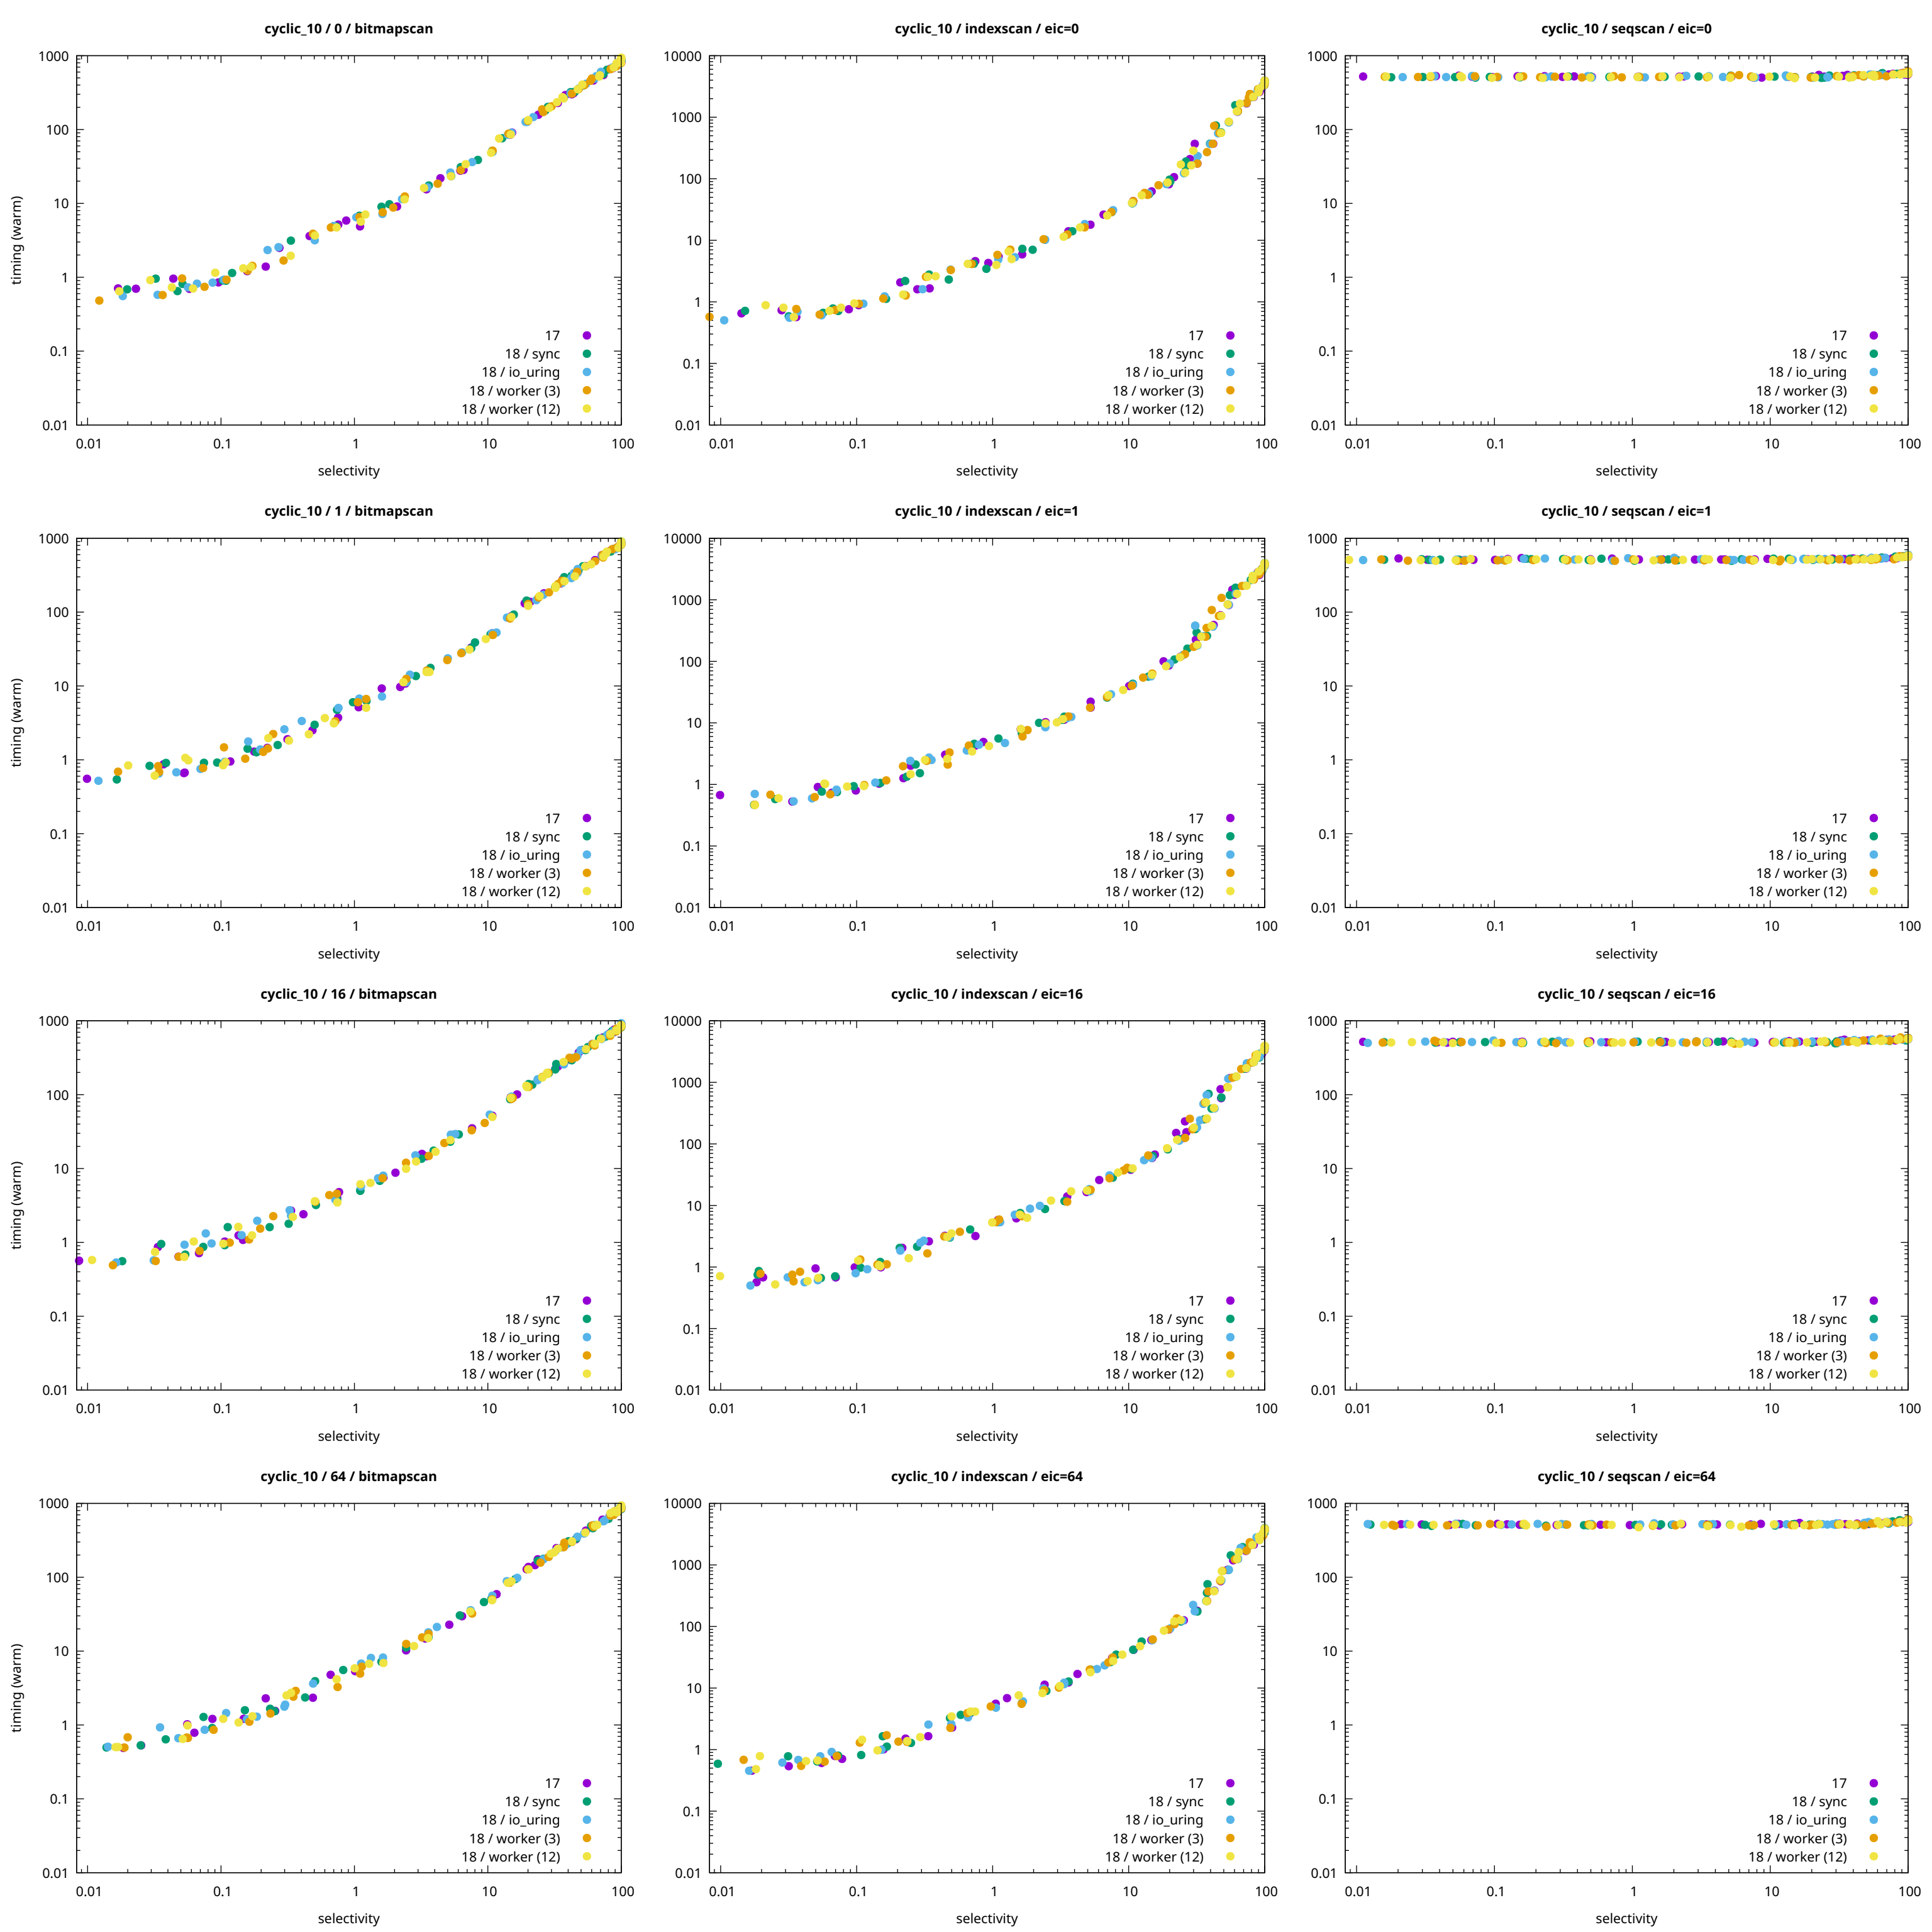 cyclic_10 / 0 / bitmapscan
timing (warm)
1000
100
10
1
0.1
0.01
0.01 0.1 1 10 100
selectivity
17
18 / sync
18 / io_uring
18 / worker (3)
18 / worker (12)
cyclic_10 / indexscan / eic=0
10000
1000
100
10
1
0.1
0.01
0.01 0.1 1 10 100
selectivity
17
18 / sync
18 / io_uring
18 / worker (3)
18 / worker (12)
cyclic_10 / seqscan / eic=0
1000
100
10
1
0.1
0.01
0.01 0.1 1 10 100
selectivity
17
18 / sync
18 / io_uring
18 / worker (3)
18 / worker (12)
cyclic_10 / 1 / bitmapscan
timing (warm)
1000
100
10
1
0.1
0.01
0.01 0.1 1 10 100
selectivity
17
18 / sync
18 / io_uring
18 / worker (3)
18 / worker (12)
cyclic_10 / indexscan / eic=1
10000
1000
100
10
1
0.1
0.01
0.01 0.1 1 10 100
selectivity
17
18 / sync
18 / io_uring
18 / worker (3)
18 / worker (12)
cyclic_10 / seqscan / eic=1
1000
100
10
1
0.1
0.01
0.01 0.1 1 10 100
selectivity
17
18 / sync
18 / io_uring
18 / worker (3)
18 / worker (12)
cyclic_10 / 16 / bitmapscan
timing (warm)
1000
100
10
1
0.1
0.01
0.01 0.1 1 10 100
selectivity
17
18 / sync
18 / io_uring
18 / worker (3)
18 / worker (12)
cyclic_10 / indexscan / eic=16
10000
1000
100
10
1
0.1
0.01
0.01 0.1 1 10 100
selectivity
17
18 / sync
18 / io_uring
18 / worker (3)
18 / worker (12)
cyclic_10 / seqscan / eic=16
1000
100
10
1
0.1
0.01
0.01 0.1 1 10 100
selectivity
17
18 / sync
18 / io_uring
18 / worker (3)
18 / worker (12)
cyclic_10 / 64 / bitmapscan
timing (warm)
1000
100
10
1
0.1
0.01
0.01 0.1 1 10 100
selectivity
17
18 / sync
18 / io_uring
18 / worker (3)
18 / worker (12)
cyclic_10 / indexscan / eic=64
10000
1000
100
10
1
0.1
0.01
0.01 0.1 1 10 100
selectivity
17
18 / sync
18 / io_uring
18 / worker (3)
18 / worker (12)
cyclic_10 / seqscan / eic=64
1000
100
10
1
0.1
0.01
0.01 0.1 1 10 100
selectivity
17
18 / sync
18 / io_uring
18 / worker (3)
18 / worker (12)